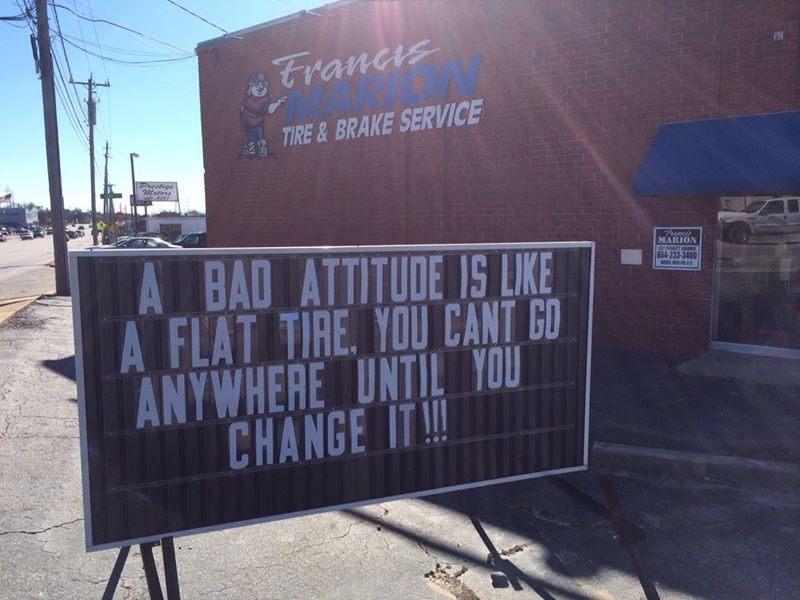 Francis
MARION
TIRE & BRAKE SERVICE
Prestige
Motors
Francis
MARION
864-233-3400
A BAD ATTITUDE IS LIKE
A FLAT TIRE. YOU CANT GO
ANYWHERE UNTIL YOU
CHANGE IT!!!